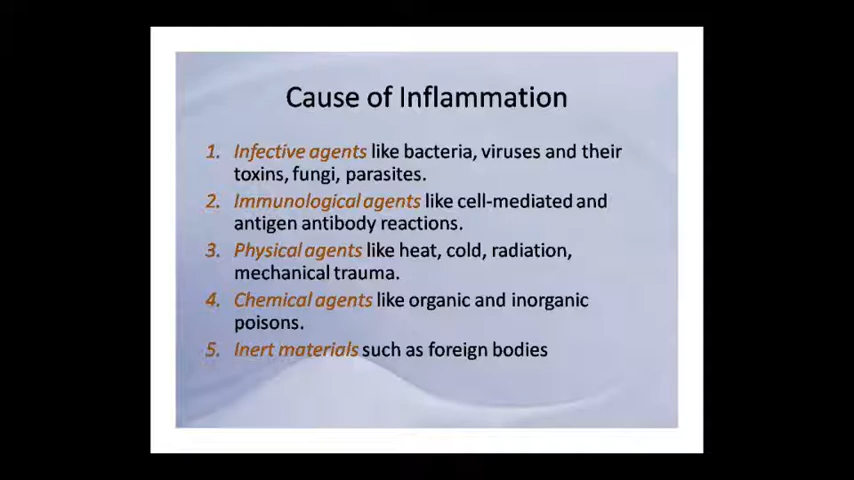 Cause of Inflammation
1. Infective agents like bacteria, viruses and their
toxins, fungi, parasites.
2. Immunological agents like cell-mediated and
antigen antibody reactions.
3. Physical agents like heat, cold, radiation,
mechanical trauma.
4. Chemical agents like organic and inorganic
poisons.
5. Inert materials such as foreign bodies